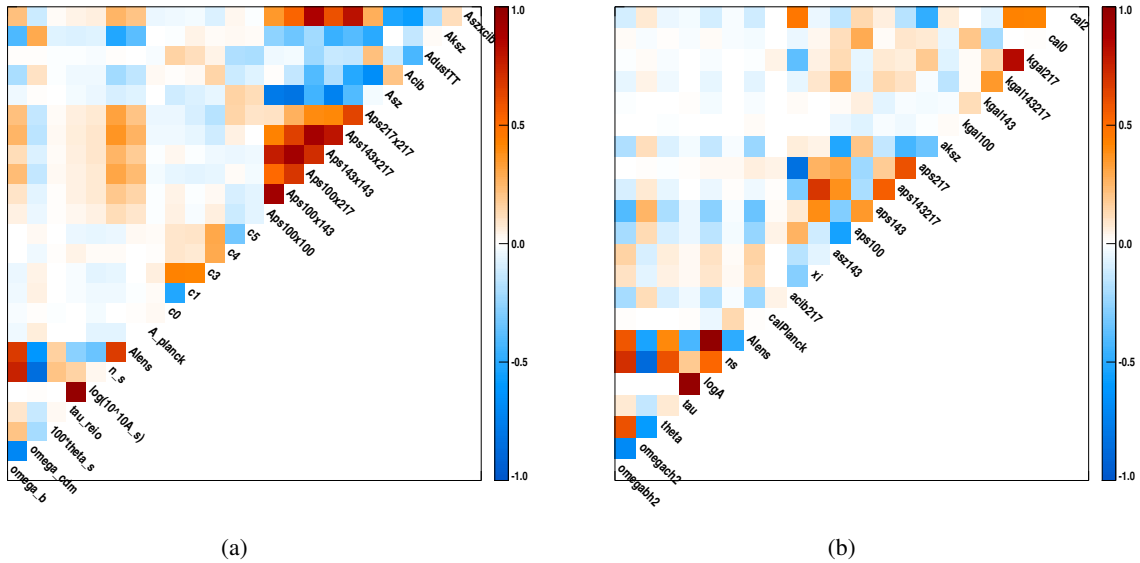 1.0
0.5
0.0
-0.5
-1.0
Aszxcib
Aksz
AdustTT
Acib
Asz
Aps217x217
Aps143x217
Aps143x143
Aps100x217
Aps100x143
Aps100x100
c5
c4
c3
c1
c0
A_planck
Alens
n_s
log(10^10A_s)
tau_reio
100*theta_s
omega_cdm
omega_b
(a)
1.0
0.5
0.0
-0.5
-1.0
cal2
cal0
kgal217
kgal143217
kgal143
kgal100
aksz
aps217
aps143217
aps143
aps100
asz143
xi
acib217
calPlanck
Alens
ns
logA
tau
theta
omegach2
omegabh2
(b)